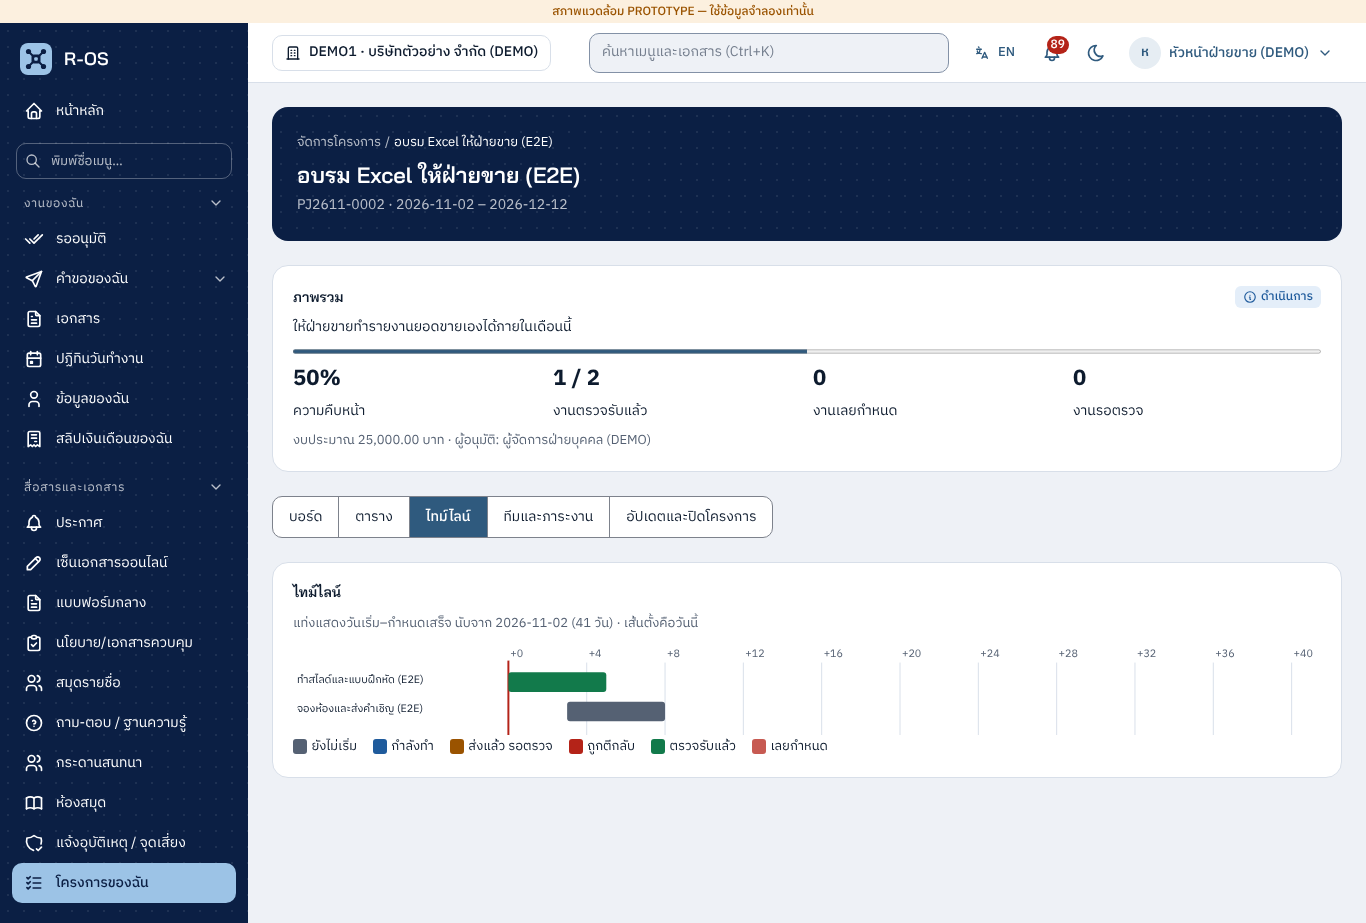 สภาพแวดล้อม PROTOTYPE — ใช้ข้อมูลจำลองเท่านั้น
R-OS
หน้าหลัก
พิมพ์ชื่อเมนู...
งานของฉัน
รออนุมัติ
คำขอของฉัน
เอกสาร
ปฏิทินวันทำงาน
ข้อมูลของฉัน
สลิปเงินเดือนของฉัน
สื่อสารและเอกสาร
ประกาศ
เซ็นเอกสารออนไลน์
แบบฟอร์มกลาง
นโยบาย/เอกสารควบคุม
สมุดรายชื่อ
ถาม-ตอบ / ฐานความรู้
กระดานสนทนา
ห้องสมุด
แจ้งอุบัติเหตุ / จุดเสี่ยง
โครงการของฉัน
DEMO1 · บริษัทตัวอย่าง จำกัด (DEMO)
ค้นหาเมนูและเอกสาร (Ctrl+K)
EN
89
ห
หัวหน้าฝ่ายขาย (DEMO)
จัดการโครงการ / อบรม Excel ให้ฝ่ายขาย (E2E)
อบรม Excel ให้ฝ่ายขาย (E2E)
PJ2611-0002 · 2026-11-02 – 2026-12-12
ภาพรวม
ดำเนินการ
ให้ฝ่ายขายทำรายงานยอดขายเองได้ภายในเดือนนี้
50%
ความคืบหน้า
1 / 2
งานตรวจรับแล้ว
0
งานเลยกำหนด
0
งานรอตรวจ
งบประมาณ 25,000.00 บาท · ผู้อนุมัติ: ผู้จัดการฝ่ายบุคคล (DEMO)
บอร์ด
ตาราง
ไทม์ไลน์
ทีมและภาระงาน
อัปเดตและปิดโครงการ
ไทม์ไลน์
แท่งแสดงวันเริ่ม–กำหนดเสร็จ นับจาก 2026-11-02 (41 วัน) · เส้นตั้งคือวันนี้
+0 +4 +8 +12 +16 +20 +24 +28 +32 +36 +40
ทำสไลด์และแบบฝึกหัด (E2E)
จองห้องและส่งคำเชิญ (E2E)
ยังไม่เริ่ม
กำลังทำ
ส่งแล้ว รอตรวจ
ถูกตีกลับ
ตรวจรับแล้ว
เลยกำหนด